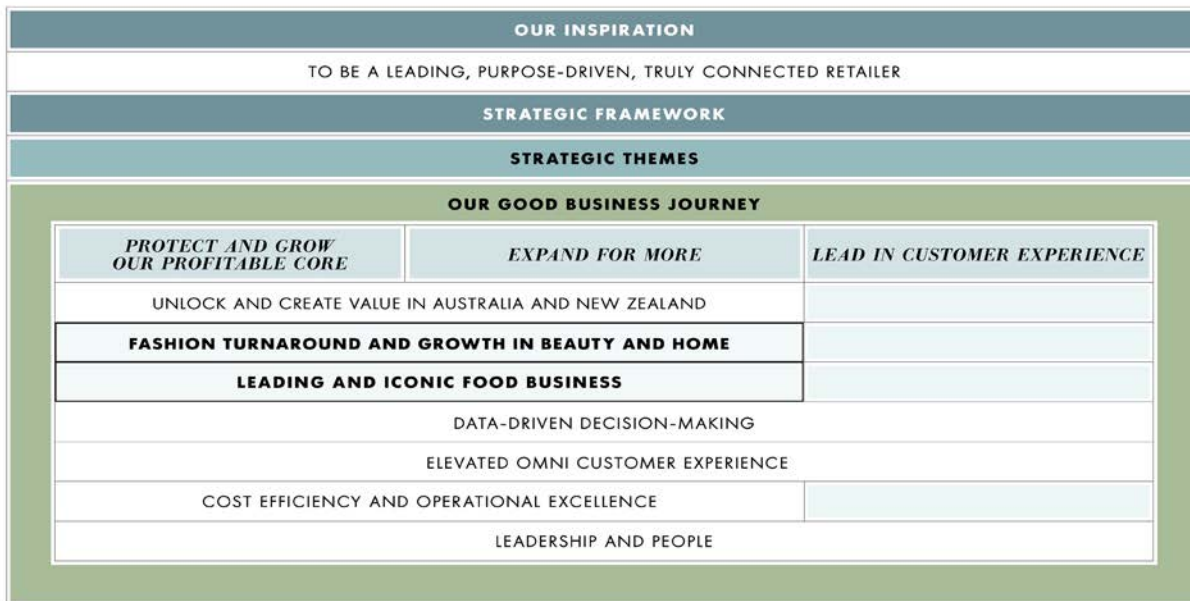 OUR INSPIRATION
TO BE A LEADING, PURPOSE-DRIVEN, TRULY CONNECTED RETAILER
STRATEGIC FRAMEWORK
STRATEGIC THEMES
OUR GOOD BUSINESS JOURNEY
PROTECT AND GROW
OUR PROFITABLE CORE
EXPAND FOR MORE
LEAD IN CUSTOMER EXPERIENCE
UNLOCK AND CREATE VALUE IN AUSTRALIA AND NEW ZEALAND
FASHION TURNAROUND AND GROWTH IN BEAUTY AND HOME
LEADING AND ICONIC FOOD BUSINESS
DATA-DRIVEN DECISION-MAKING
ELEVATED OMNI CUSTOMER EXPERIENCE
COST EFFICIENCY AND OPERATIONAL EXCELLENCE
LEADERSHIP AND PEOPLE